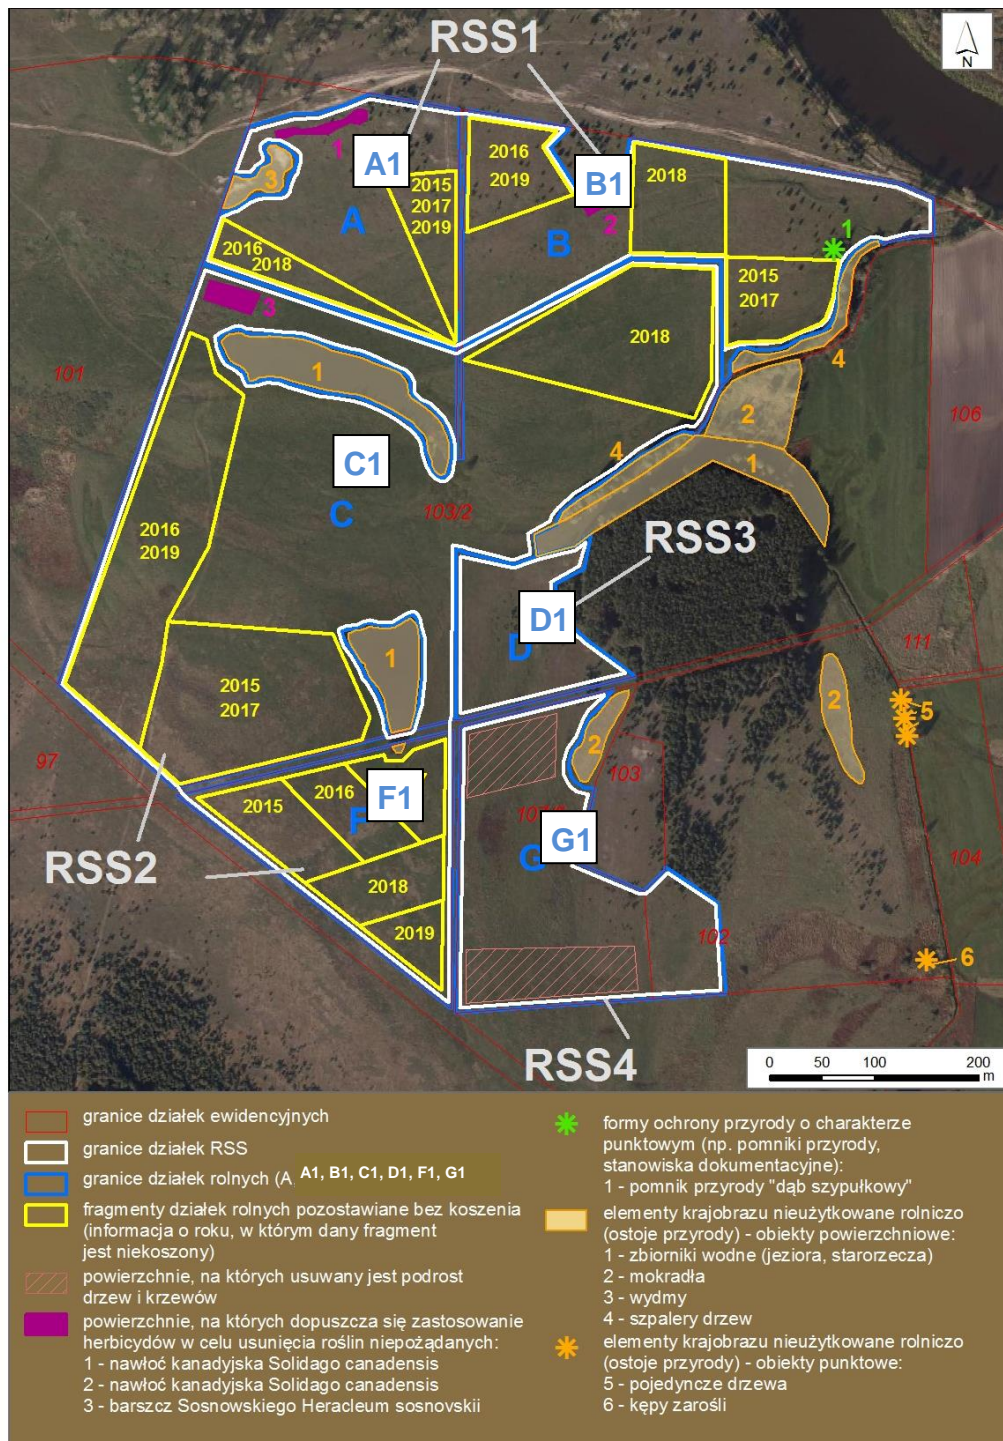 RSS1
N
1
A1
3
A
2015
2017
2019
2016
2018
2016
2019
B1
2
B
2018
1
2015
2017
4
3
1
2018
101
106
2
4
1
C1
C
103/2
RSS3
2016
2019
D1
D
111
1
2015
2017
2
5
97
2
103
2015
2016
F1
F
G1
G
104
RSS2
2018
2019
102
6
RSS4
0 50 100 200
m
granice działek ewidencyjnych
granice działek RSS
granice działek rolnych (A A1, B1, C1, D1, F1, G1
fragmenty działek rolnych pozostawiane bez koszenia
(informacja o roku, w którym dany fragment
jest niekoszony)
powierzchnie, na których usuwany jest podrost
drzew i krzewów
powierzchnie, na których dopuszcza się zastosowanie
herbicydów w celu usunięcia roślin niepożądanych:
1 - nawłoć kanadyjska Solidago canadensis
2 - nawłoć kanadyjska Solidago canadensis
3 - barszcz Sosnowskiego Heracleum sosnovskii
formy ochrony przyrody o charakterze
punktowym (np. pomniki przyrody,
stanowiska dokumentacyjne):
1 - pomnik przyrody "dąb szypułkowy"
elementy krajobrazu nieużytkowane rolniczo
(ostoje przyrody) - obiekty powierzchniowe:
1 - zbiorniki wodne (jeziora, starorzecza)
2 - mokradła
3 - wydmy
4 - szpalery drzew
elementy krajobrazu nieużytkowane rolniczo
(ostoje przyrody) - obiekty punktowe:
5 - pojedyncze drzewa
6 - kępy zarośli